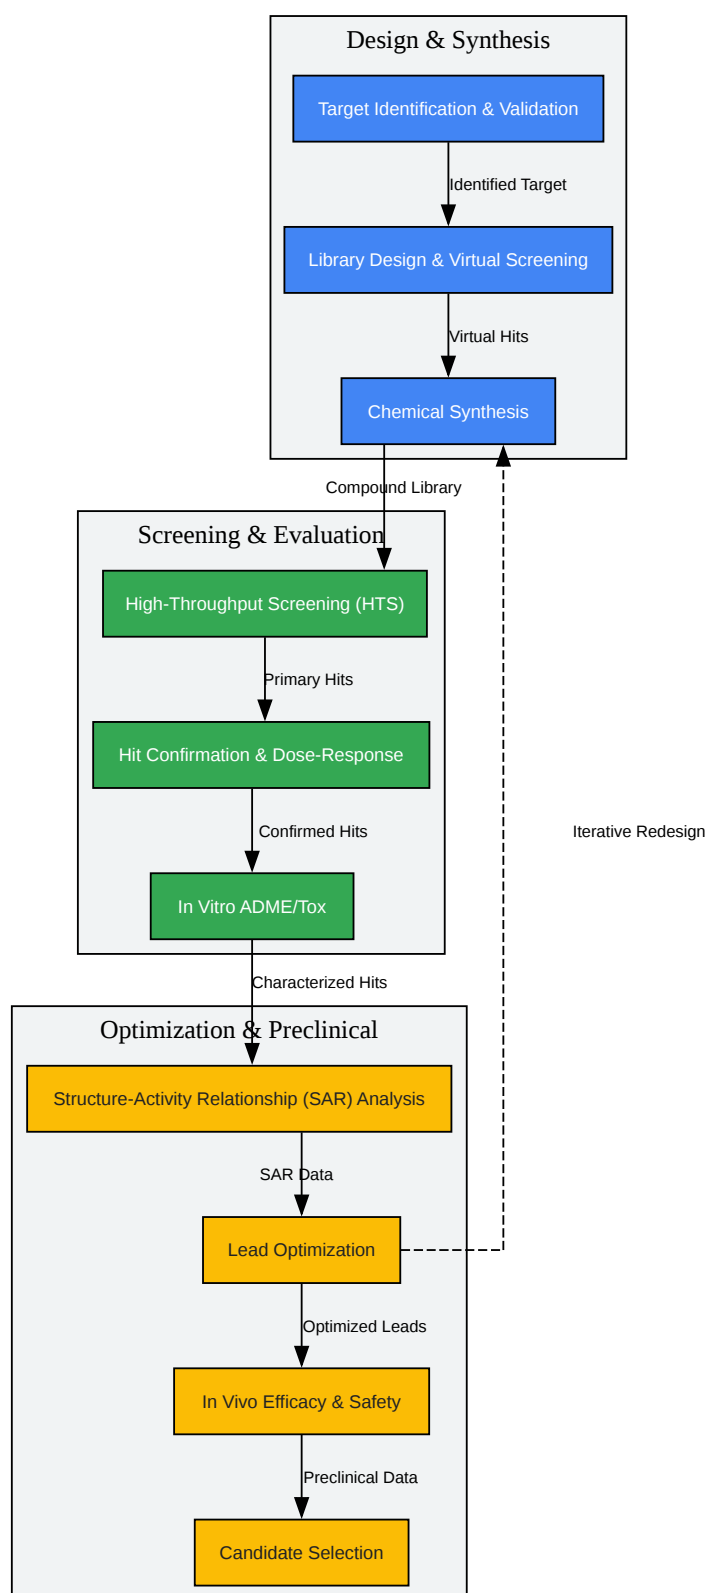 Design & Synthesis
Target Identification & Validation
Identified Target
Library Design & Virtual Screening
Virtual Hits
Chemical Synthesis
Compound Library
Screening & Evaluation
High-Throughput Screening (HTS)
Primary Hits
Hit Confirmation & Dose-Response
Confirmed Hits
Iterative Redesign
In Vitro ADME/Tox
Characterized Hits
Optimization & Preclinical
Structure-Activity Relationship (SAR) Analysis
SAR Data
Lead Optimization
Optimized Leads
In Vivo Efficacy & Safety
Preclinical Data
Candidate Selection